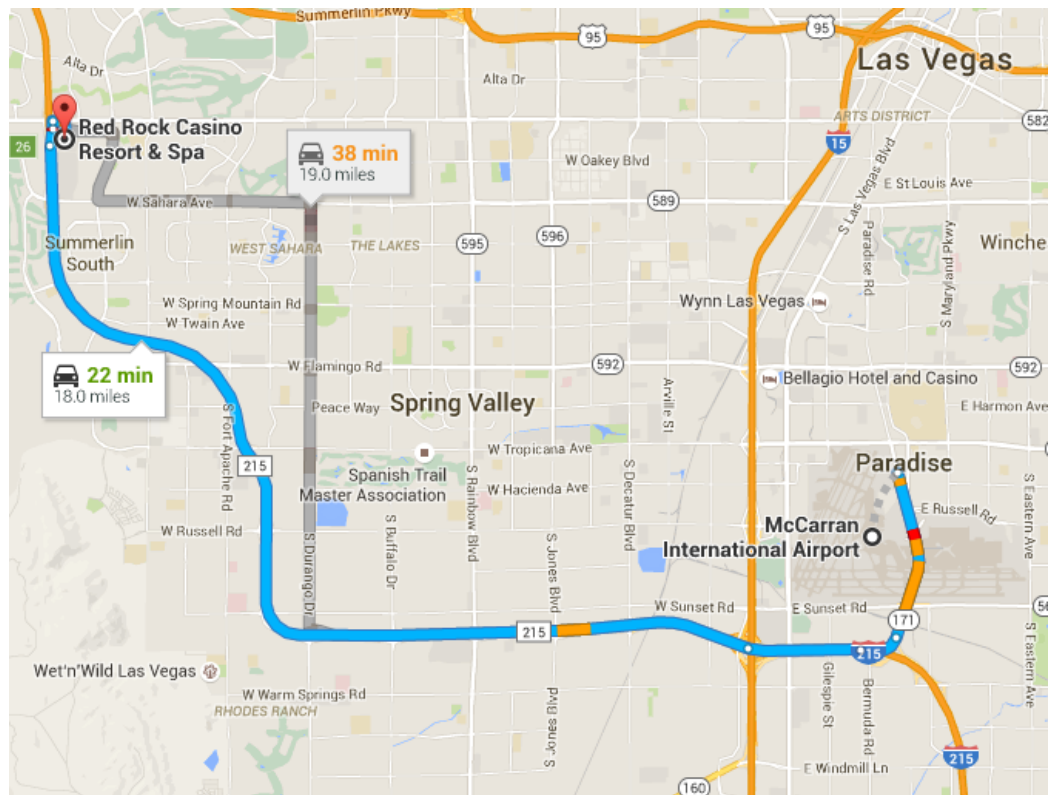 Summerlin Pkwy
95
95
Las Vegas
Alta Dr
Alta Dr
ARTS DISTRICT
582
Red Rock Casino
Resort & Spa
26
15
38 min
19.0 miles
W Oakey Blvd
S Las Vegas Blvd
E St Louis Ave
W Sahara Ave
589
Paradise Rd
S Maryland Pkwy
Summerlin
South
WEST SAHARA
THE LAKES
595
596
Winche
W Spring Mountain Rd
W Twain Ave
Wynn Las Vegas
22 min
18.0 miles
W Flamingo Rd
592
592
Bellagio Hotel and Casino
Arville St
S Fort Apache Rd
Peace Way
Spring Valley
E Harmon Ave
215
Spanish Trail
Master Association
W Tropicana Ave
W Hacienda Ave
S Rainbow Blvd
S Decatur Blvd
Paradise
S Eastern Ave
E Russell Rd
W Russell Rd
S Buffalo Dr
S Durango Dr
S Jones Blvd
McCarran
International Airport
W Sunset Rd
E Sunset Rd
171
56
215
215
S Eastern Ave
Wet'n'Wild Las Vegas
W Warm Springs Rd
RHODES RANCH
S Jones Blvd
Gilespie St
Bermuda Rd
215
E Windmill Ln
160